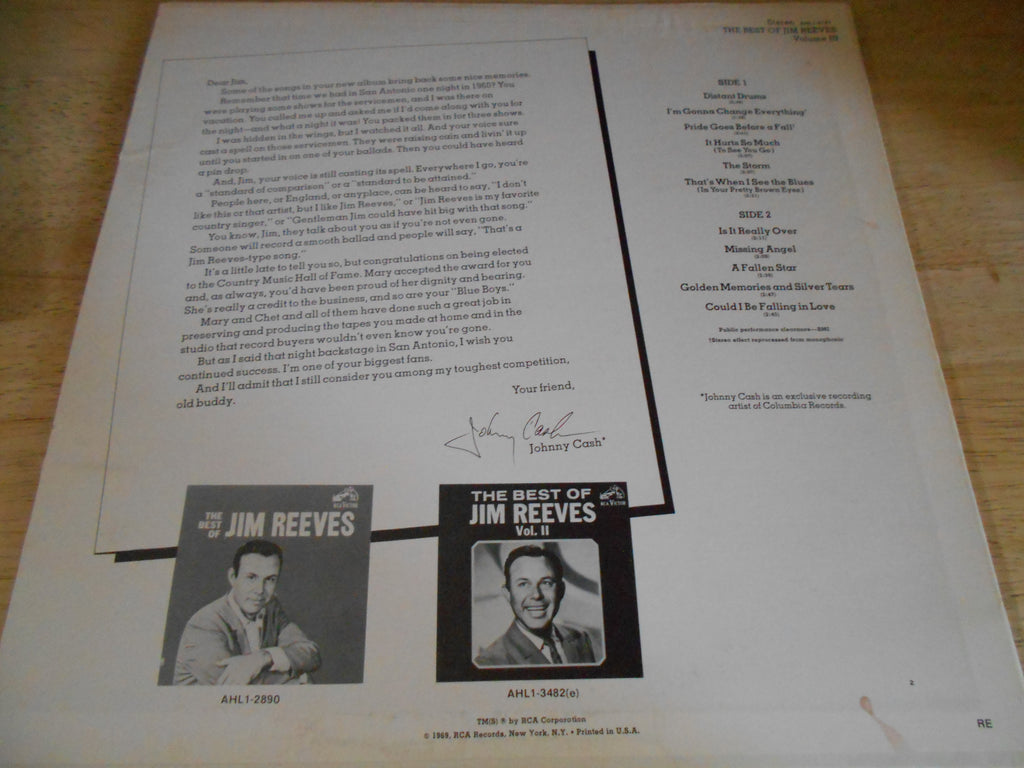 Stereo
THE BEST OF JIM REEVES
Volume III
Dear Jim,
Some of the songs in your new album bring back some nice memories.
Remember that time we had in San Antonio one night in 1960? You
were playing some shows for the servicemen, and I was there on
vacation. You called me up and asked me if I'd come along with you for
the night—and what a night it was! You packed them in for three shows.
I was hidden in the wings, but I watched it all. And your voice sure
cast a spell on those servicemen. They were raising cain and livin' it up
until you started in on one of your ballads. Then you could have heard
a pin drop.
And, Jim, your voice is still casting its spell. Everywhere I go, you're
a "standard of comparison" or a "standard to be attained."
People here, or England, or anyplace, can be heard to say, "I don't
like this or that artist, but I like Jim Reeves," or "Jim Reeves is my favorite
country singer," or "Gentleman Jim could have hit big with that song."
You know, Jim, they talk about you as if you're not even gone.
Someone will record a smooth ballad and people will say, "That's a
Jim Reeves-type song."
It's a little late to tell you so, but congratulations on being elected
to the Country Music Hall of Fame. Mary accepted the award for you
and, as always, you'd have been proud of her dignity and bearing.
She's really a credit to the business, and so are your "Blue Boys."
Mary and Chet and all of them have done such a great job in
preserving and producing the tapes you made at home and in the
studio that record buyers wouldn't even know you're gone.
But as I said that night backstage in San Antonio, I wish you
continued success. I'm one of your biggest fans.
And I'll admit that I still consider you among my toughest competition,
old buddy.
Your friend,
Johnny Cash
Johnny Cash*
SIDE 1
Distant Drums
I'm Gonna Change Everything†
Pride Goes Before a Fall†
It Hurts So Much
(To See You Go)
The Storm
That's When I See the Blues
(In Your Pretty Brown Eyes)
SIDE 2
Is It Really Over
Missing Angel
A Fallen Star
Golden Memories and Silver Tears
(2:47)
Could I Be Falling in Love
(2:40)
Public performance clearance—BMI
†Stereo effect reprocessed from monophonic
*Johnny Cash is an exclusive recording
artist of Columbia Records.
THE BEST OF JIM REEVES
RCA VICTOR
AHL1-2890
THE BEST OF
JIM REEVES
Vol. II
RCA VICTOR
AHL1-3482(e)
TM(S) ® by RCA Corporation
© 1969, RCA Records, New York, N.Y. • Printed in U.S.A.
2
RE